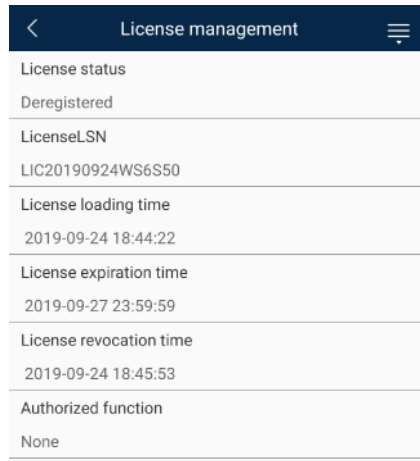 License management
License status
Deregistered
LicenseLSN
LIC20190924WS6S50
License loading time
2019-09-24 18:44:22
License expiration time
2019-09-27 23:59:59
License revocation time
2019-09-24 18:45:53
Authorized function
None